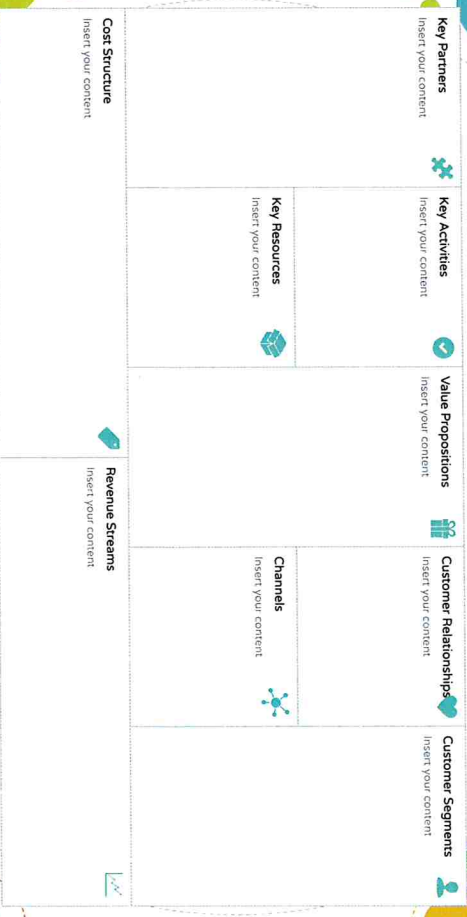 Key Partners
Insert your content
Key Activities
Insert your content
Key Resources
Insert your content
Value Propositions
Insert your content
Customer Relationships
Insert your content
Channels
Insert your content
Customer Segments
Insert your content
Cost Structure
Insert your content
Revenue Streams
Insert your content